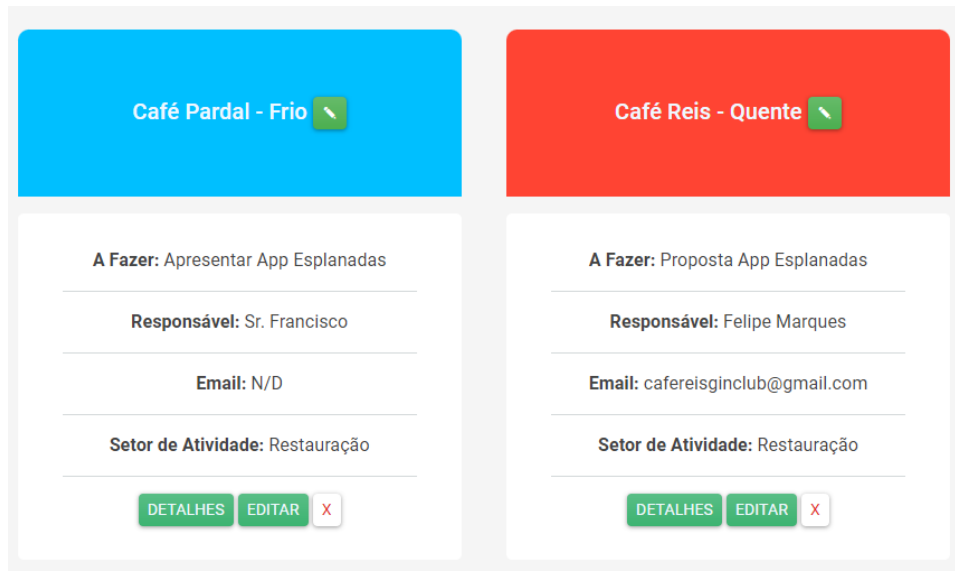 Café Pardal - Frio
A Fazer: Apresentar App Esplanadas
Responsável: Sr. Francisco
Email: N/D
Setor de Atividade: Restauração
DETALHES EDITAR X
Café Reis - Quente
A Fazer: Proposta App Esplanadas
Responsável: Felipe Marques
Email: cafereisginclub@gmail.com
Setor de Atividade: Restauração
DETALHES EDITAR X